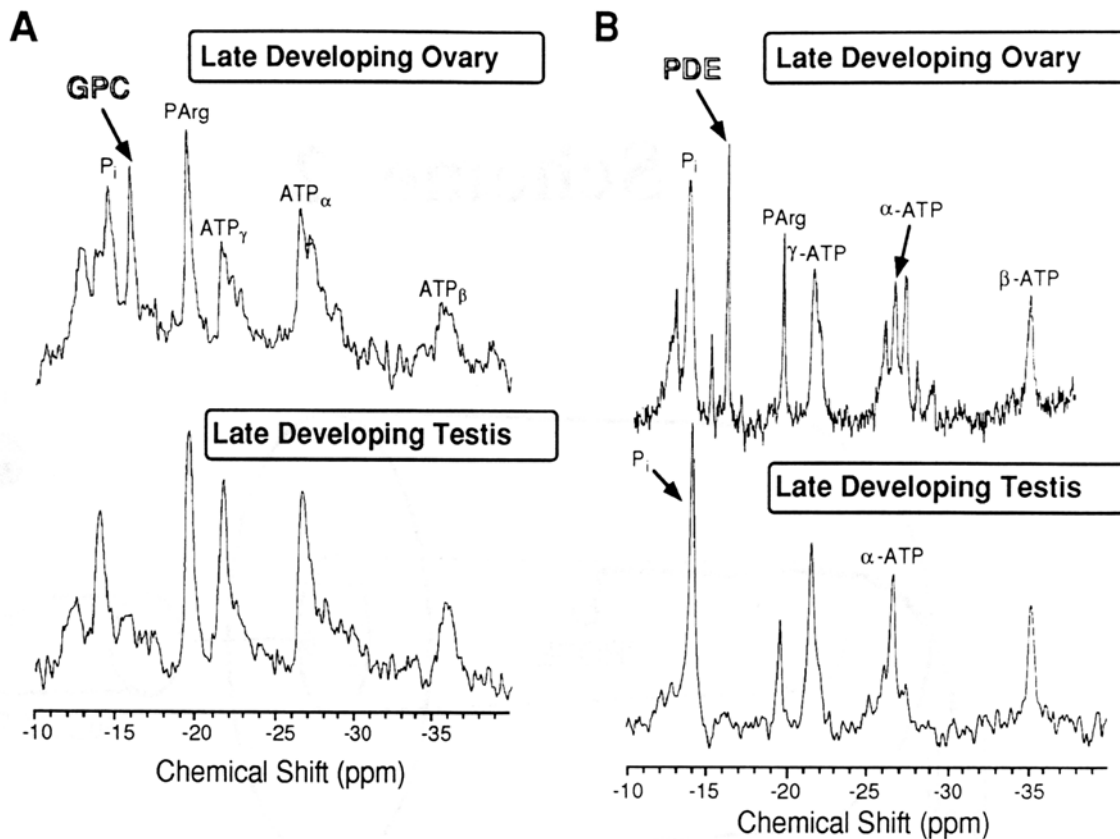 A
Late Developing Ovary
GPC
PArg
Pi
ATPγ
ATPα
ATPβ
Late Developing Testis
-10 -15 -20 -25 -30 -35
Chemical Shift (ppm)
B
Late Developing Ovary
PDE
Pi
PArg
γ-ATP
α-ATP
β-ATP
Pi
Late Developing Testis
α-ATP
-10 -15 -20 -25 -30 -35
Chemical Shift (ppm)